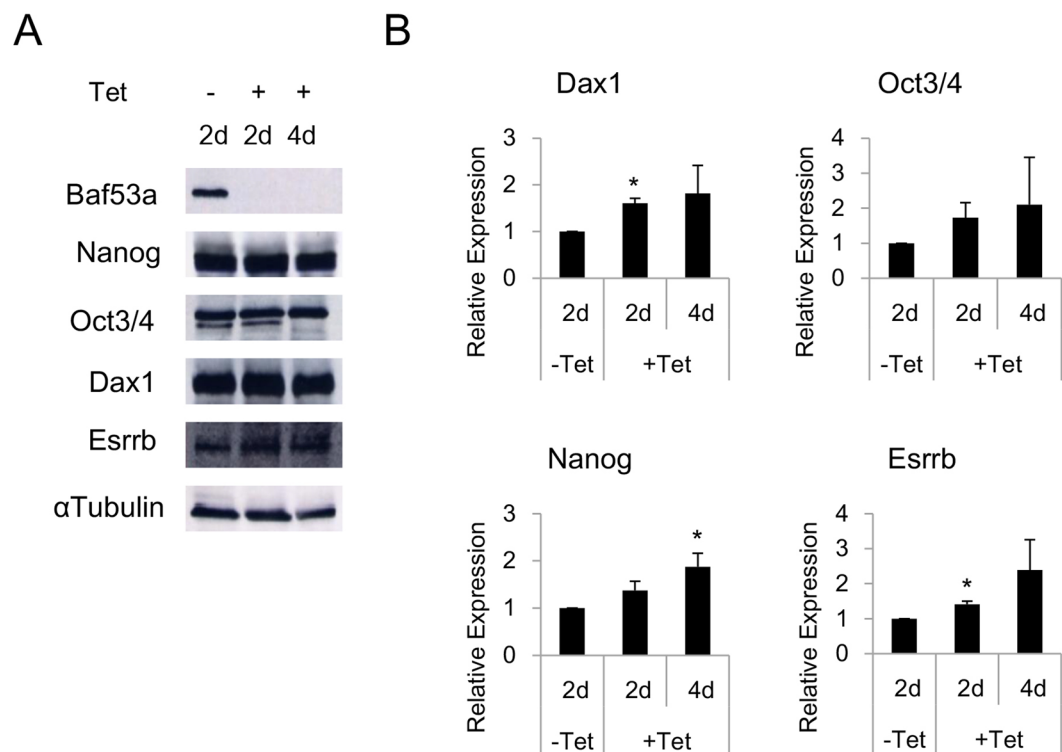 A
Tet - + +
2d 2d 4d
Baf53a
Nanog
Oct3/4
Dax1
Esrrb
αTubulin
B
Dax1
Relative Expression
3
2
1
0
*
2d 2d 4d
-Tet +Tet
Oct3/4
Relative Expression
4
3
2
1
0
2d 2d 4d
-Tet +Tet
Nanog
Relative Expression
3
2
1
0
*
2d 2d 4d
-Tet +Tet
Esrrb
Relative Expression
4
3
2
1
0
*
2d 2d 4d
-Tet +Tet